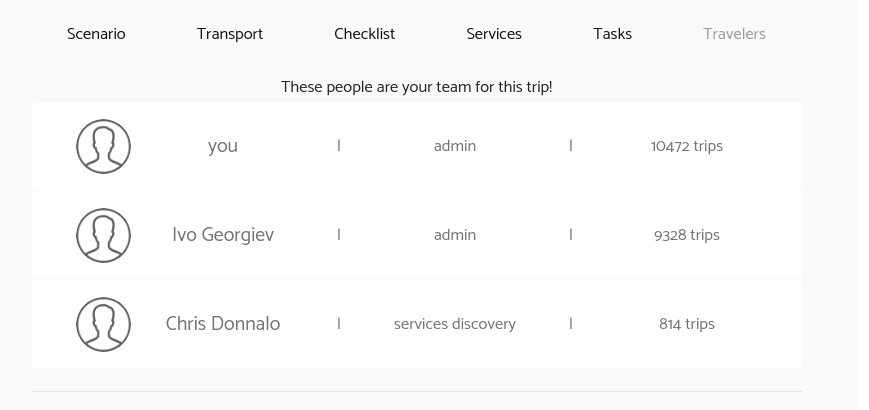 Scenario Transport Checklist Services Tasks Travelers
These people are your team for this trip!
you | admin | 10472 trips
Ivo Georgiev | admin | 9328 trips
Chris Donnalo | services discovery | 814 trips